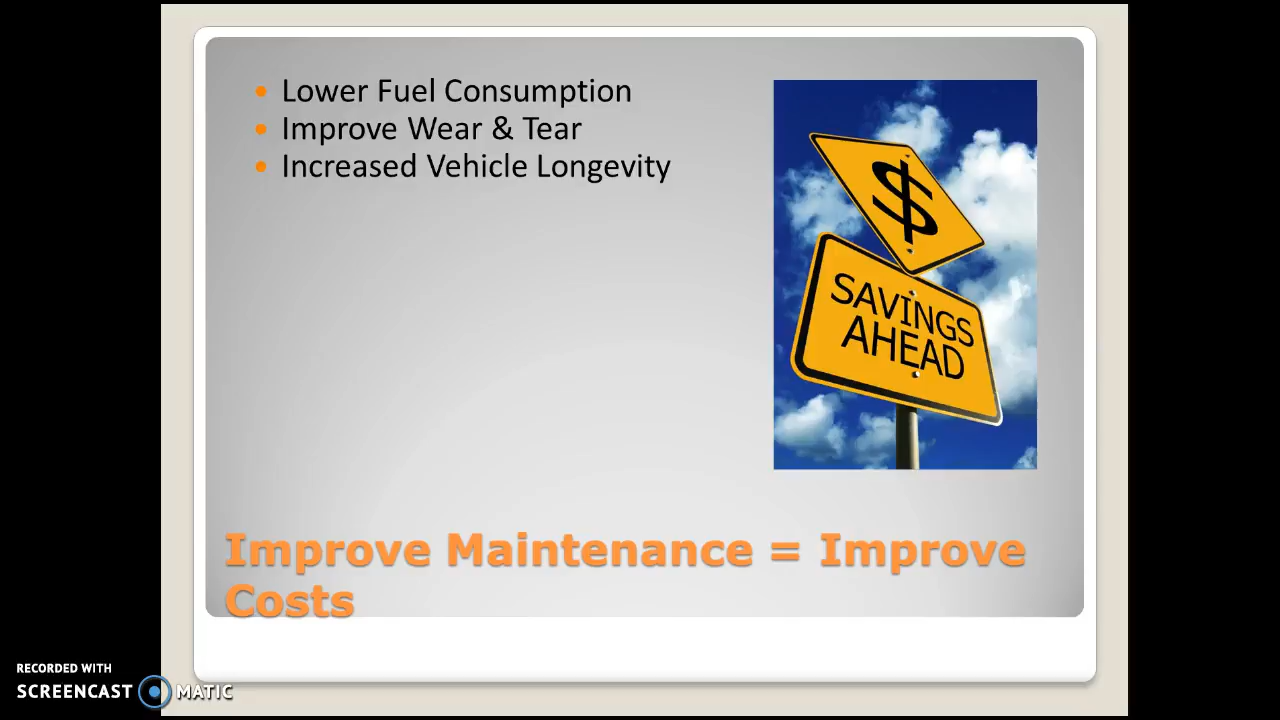 • Lower Fuel Consumption
• Improve Wear & Tear
• Increased Vehicle Longevity
$
SAVINGS
AHEAD
Improve Maintenance = Improve
Costs
RECORDED WITH
SCREENCAST MATIC